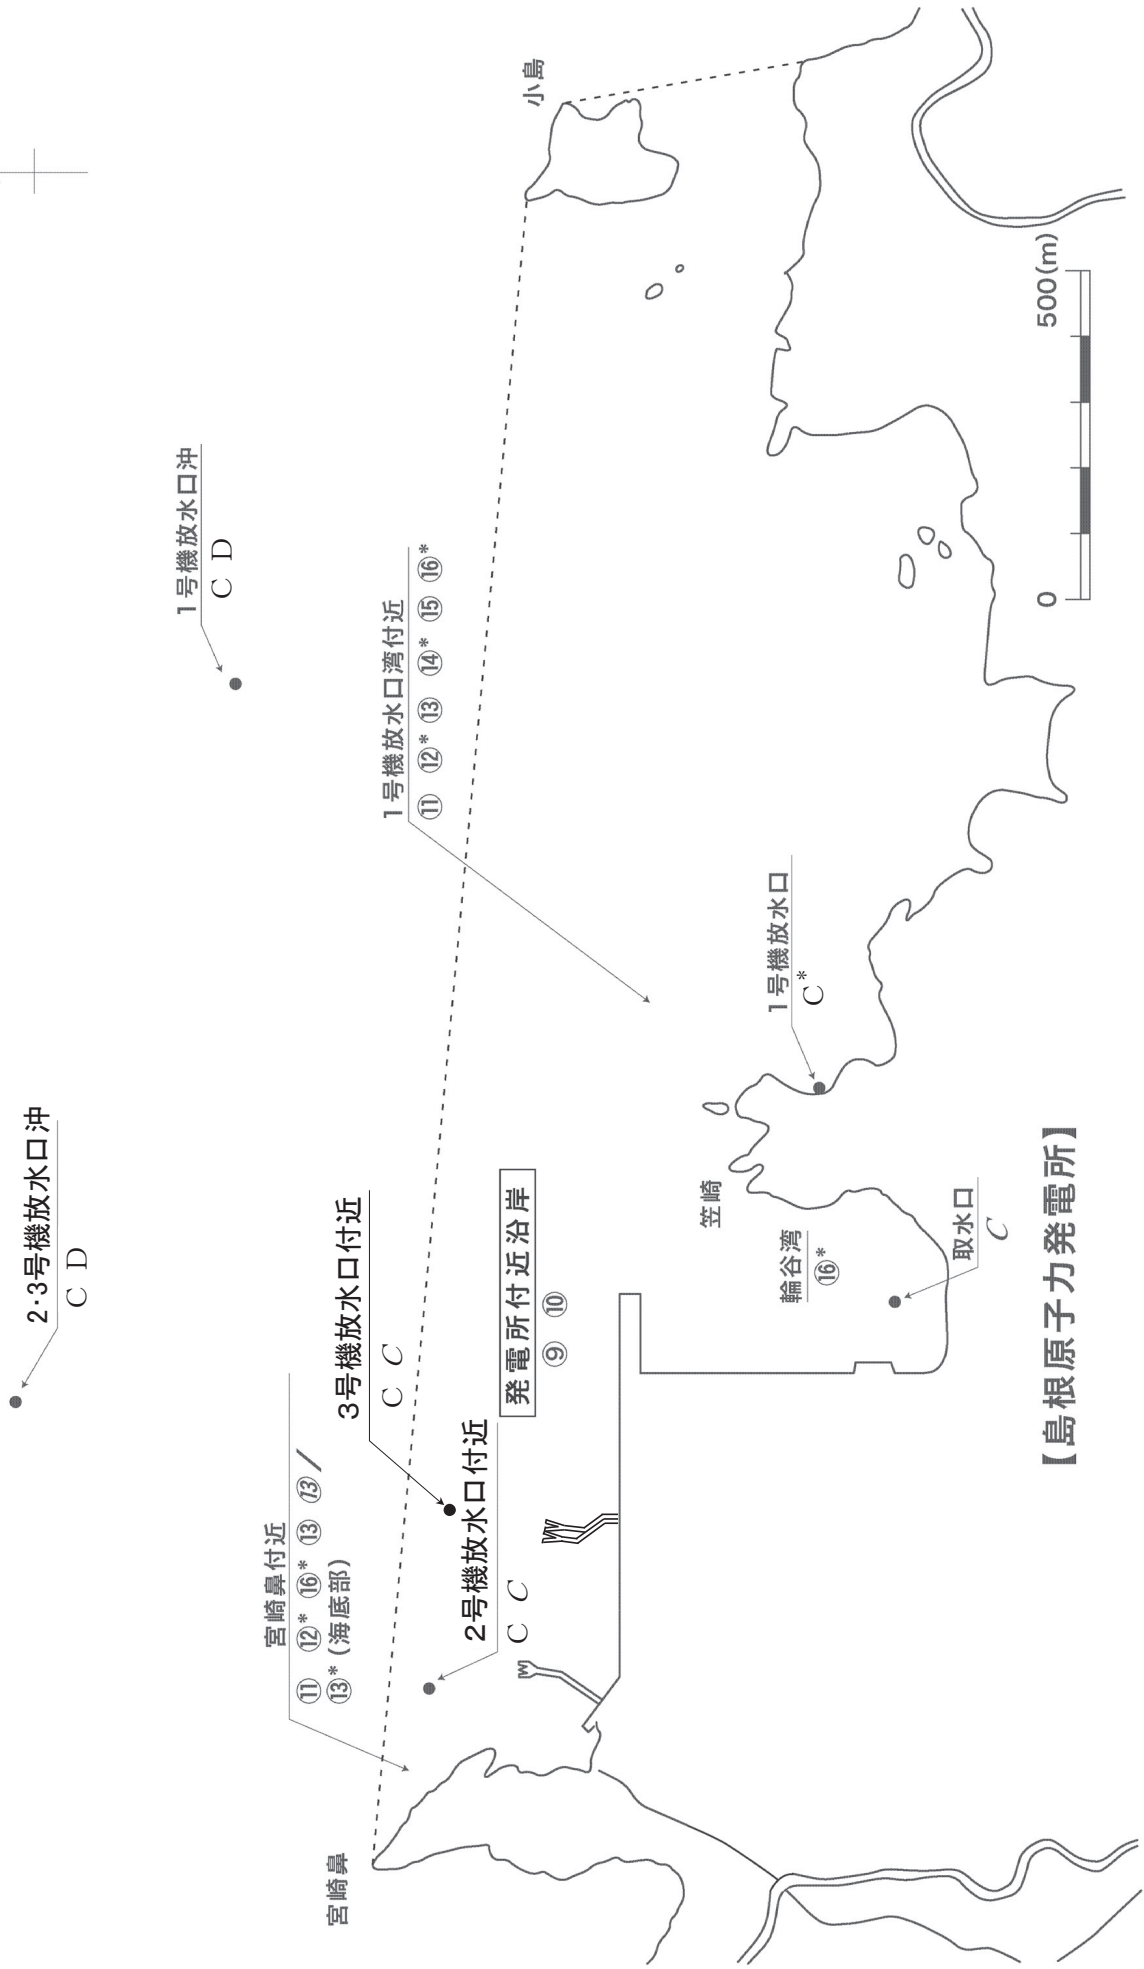 2・3号機放水口沖
C D
1号機放水口沖
C D
小島
宮崎鼻付近
⑪ ⑫* ⑯* ⑬ ⑬/
⑬*(海底部)
宮崎鼻
3号機放水口付近
C C
1号機放水口湾付近
⑪ ⑫* ⑬ ⑭* ⑮ ⑯*
2号機放水口付近
C C
発電所付近沿岸
⑨ ⑩
笠崎
輪谷湾
⑯*
1号機放水口
C*
取水口
C
【島根原子力発電所】
0 500(m)